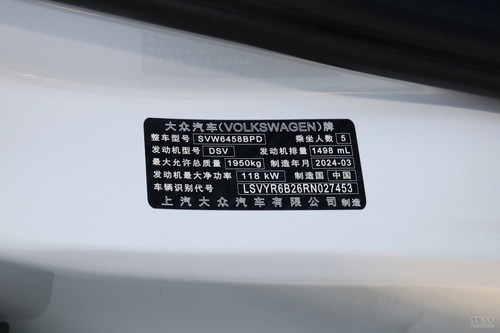 大众汽车(VOLKSWAGEN)牌
整车型号 SVW6458BPD 乘坐人数 5
发动机型号 DSV 发动机排量 1498 mL
最大允许总质量 1950kg 制造年月 2024-03
发动机最大净功率 118 kW 制造国 中国
车辆识别代号 LSVYR6B26RN027453
上汽大众汽车有限公司 制造